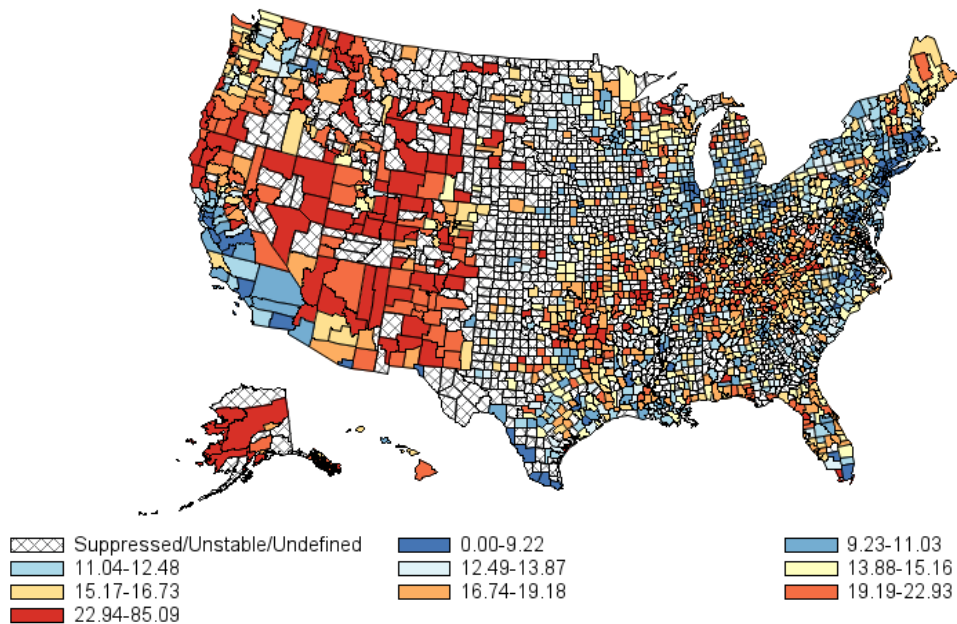 Suppressed/Unstable/Undefined 0.00-9.22 9.23-11.03
11.04-12.48 12.49-13.87 13.88-15.16
15.17-16.73 16.74-19.18 19.19-22.93
22.94-85.09